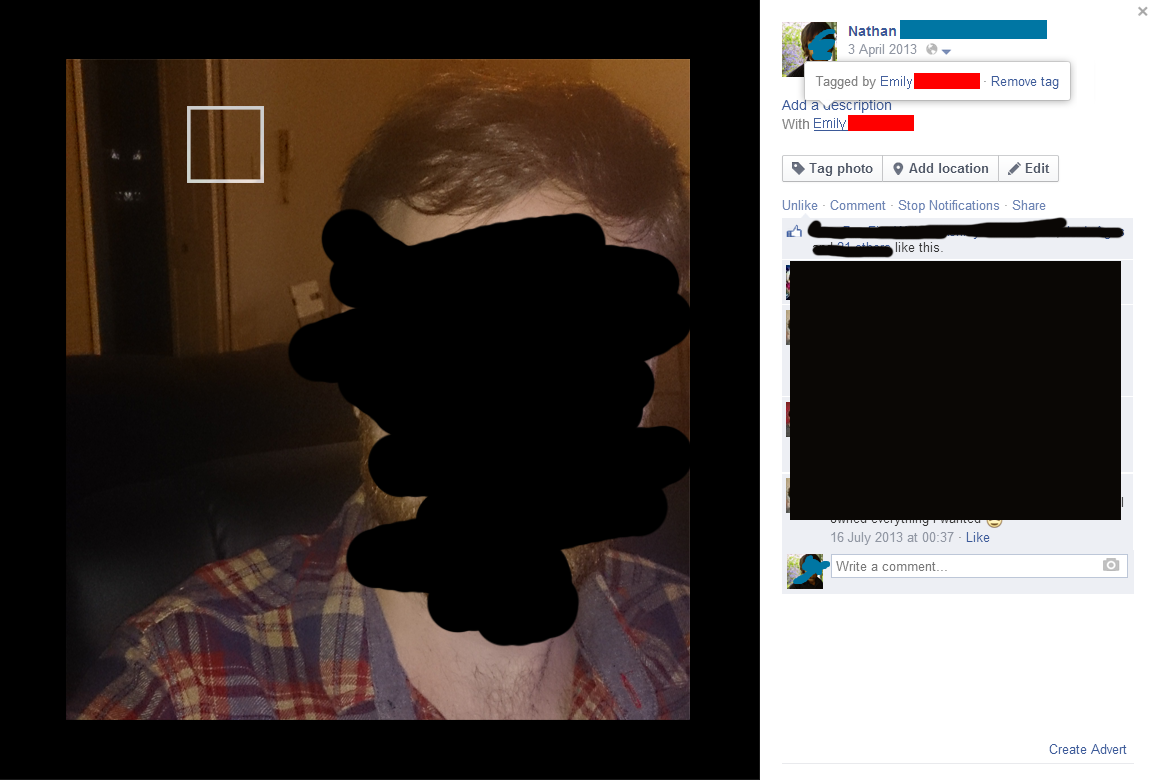 Nathan
3 April 2013
Tagged by Emily · Remove tag
Add a description
With Emily
Tag photo Add location Edit
Unlike · Comment · Stop Notifications · Share
like this.
owned everything I wanted
16 July 2013 at 00:37 · Like
Write a comment...
Create Advert